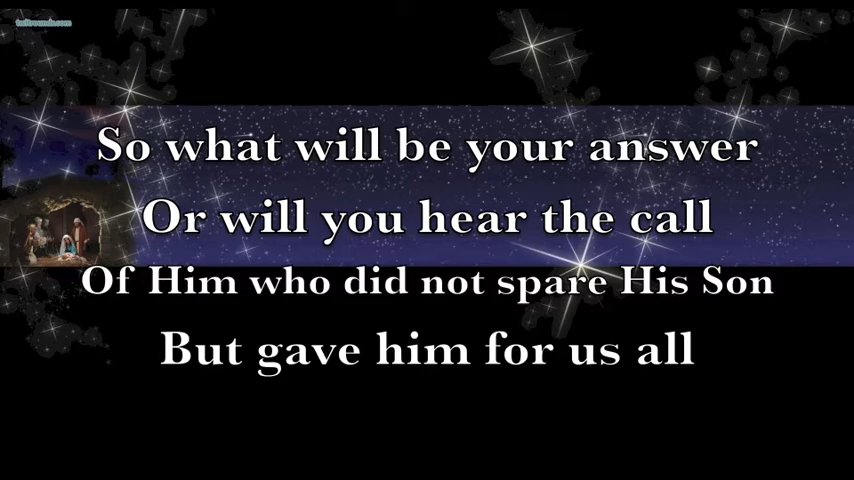 So what will be your answer
Or will you hear the call
Of Him who did not spare His Son
But gave him for us all